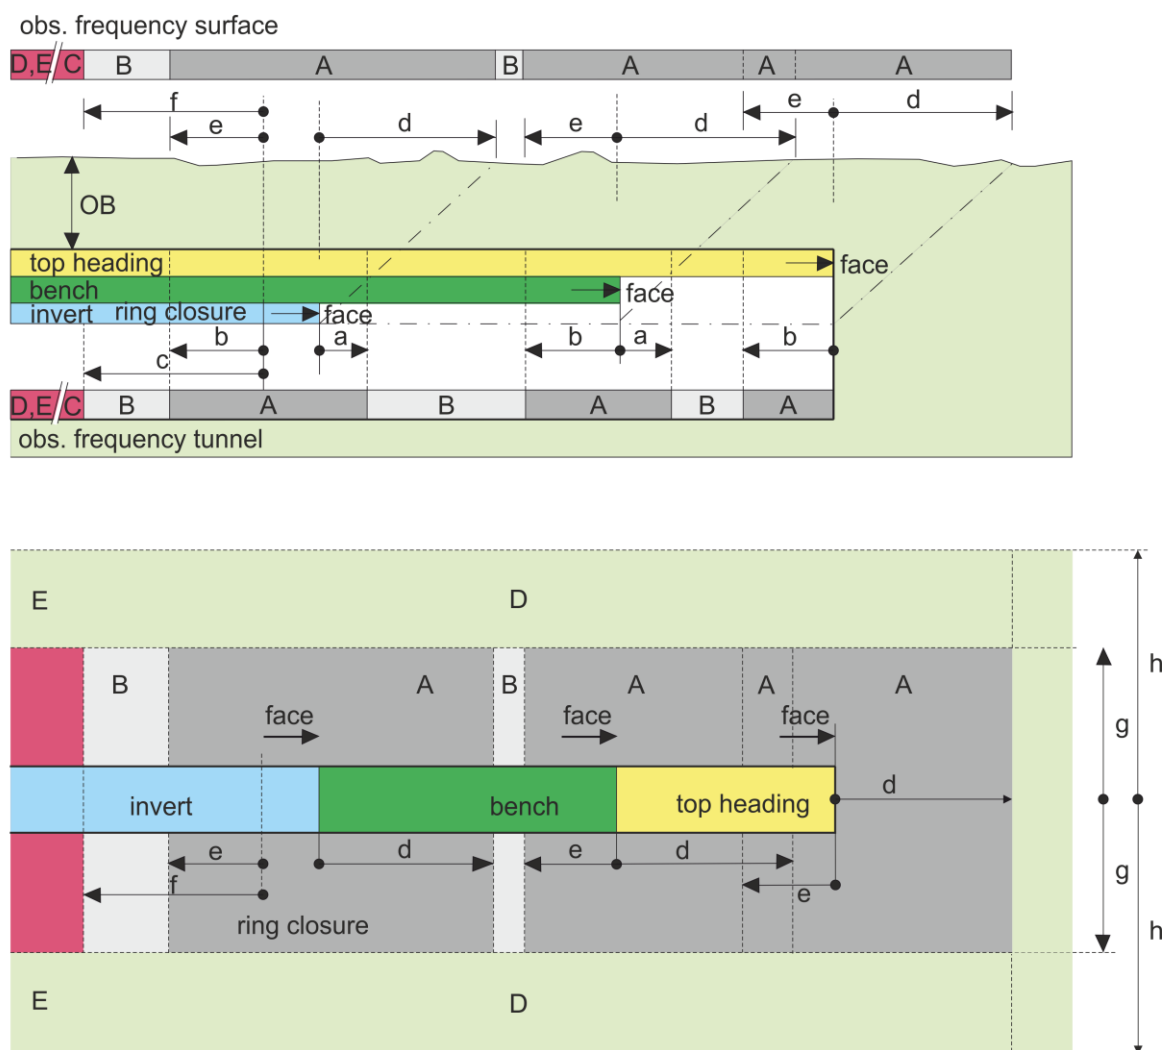 obs. frequency surface
D,E C B A B A A A
f e d
e d e d
OB
top heading face
bench face
invert ring closure face
b a b a b
c
D,E C B A B A B A
obs. frequency tunnel
E D
h
B A B A A A
g
face face face
d
invert bench top heading
e d e d
g
f e
ring closure
h
E D